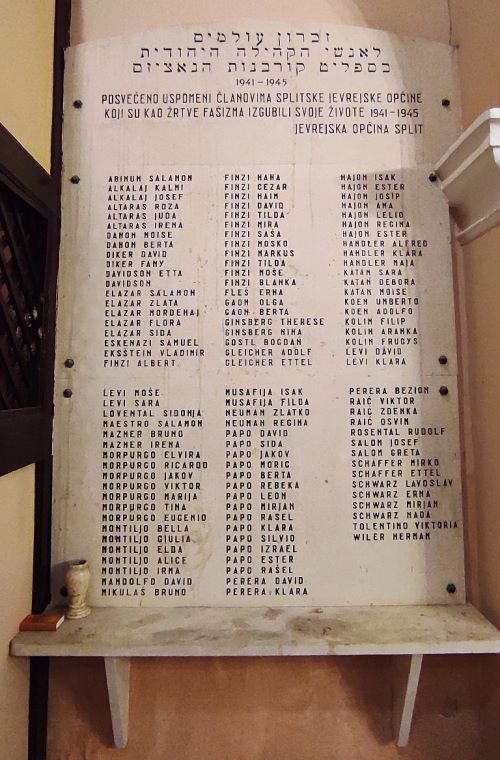 זכרון עולמים
לאנשי הקהילה היהודית
בספליט קורבנות הנאציזם
1941-1945
POSVEĆENO USPOMENI ČLANOVIMA SPLITSKE JEVREJSKE OPĆINE
KOJI SU KAO ŽRTVE FAŠIZMA IZGUBILI SVOJE ŽIVOTE 1941-1945
JEVREJSKA OPĆINA SPLIT
ABINUM SALAMON
ALKALAJ KALMI
ALKALAJ JOSEF
ALTARAS ROZA
ALTARAS JUDA
ALTARAS IRENA
DANON MOISE
DANON BERTA
DIKER DAVID
DIKER FANY
DAVIDSON ETTA
DAVIDSON
ELAZAR SALAMON
ELAZAR ZLATA
ELAZAR MORDEHAJ
ELAZAR FLORA
ELAZAR SIDA
ESKENAZI SAMUEL
EKSŠTEIN VLADIMIR
FINZI ALBERT
FINZI HANA
FINZI CEZAR
FINZI HAIM
FINZI DAVID
FINZI TILDA
FINZI MIRA
FINZI SAŠA
FINZI MOSKO
FINZI MARKUS
FINZI TILDA
FINZI MOŠE
FINZI BLANKA
FLES ERNA
GAON OLGA
GAON BERTA
GINSBERG THERESE
GINSBERG NINA
GOSTL BOGDAN
GLEICHER ADOLF
GLEICHER ETTEL
HAJON ISAK
HAJON ESTER
HAJON JOSIP
HAJON AMA
HAJON LELIO
HAJON REGINA
HAJON ESTER
HANDLER ALFRED
HANDLER KLARA
HANDLER MAJA
KATAN SARA
KATAN DEBORA
KATAN MOISE
KOEN UMBERTO
KOEN ADOLFO
KOLIN FILIP
KOLIN ARANKA
KOLIN FRUGYS
LEVI DAVID
LEVI KLARA
LEVI MOŠE
LEVI SARA
LOVENTAL SIDONJA
MAESTRO SALAMON
MAZNER BRUNO
MAZNER IRENA
MORPURGO ELVIRA
MORPURGO RICARDO
MORPURGO JAKOV
MORPURGO VIKTOR
MORPURGO MARIJA
MORPURGO TINA
MORPURGO EUGENIO
MONTILJO BELLA
MONTILJO GIULIA
MONTILJO ELDA
MONTILJO ALICE
MONTILJO IRMA
MANDOLFO DAVID
MIKULAŠ BRUNO
MUSAFIJA ISAK
MUSAFIJA FILDA
NEUMAN ZLATKO
NEUMAN REGINA
PAPO DAVID
PAPO SIDA
PAPO JAKOV
PAPO MORIC
PAPO BERTA
PAPO REBEKA
PAPO LEON
PAPO MIRJAN
PAPO RASEL
PAPO KLARA
PAPO SILVIO
PAPO IZRAEL
PAPO ESTER
PAPO RAŠEL
PERERA DAVID
PERERA KLARA
PERERA BEZION
RAIĆ VIKTOR
RAIĆ ZDENKA
RAIĆ OSVIN
ROSENTAL RUDOLF
SALOM JOSEF
SALOM GRETA
SCHAFFER MIRKO
SCHAFFER ETTEL
SCHWARZ LAVOSLAV
SCHWARZ ERNA
SCHWARZ MIRJAN
SCHWARZ NADA
TOLENTINO VIKTORIA
WILER HERMAN